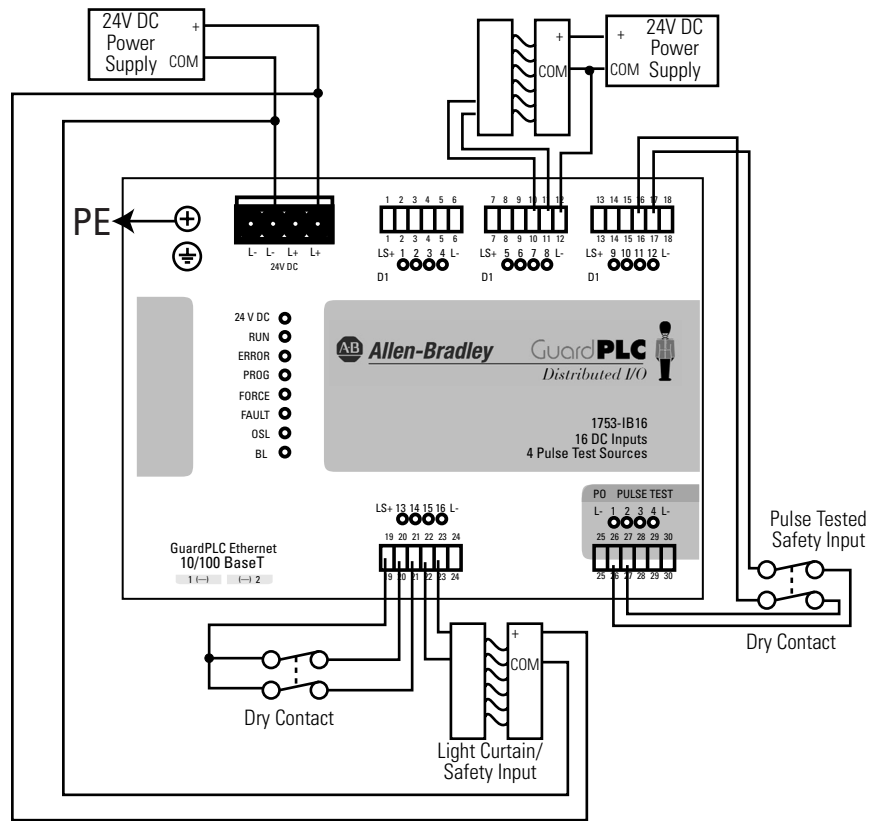 24V DC
Power
Supply
+
COM
+
COM
+
COM
24V DC
Power
Supply
PE
L- L- L+ L+
24V DC
1 2 3 4 5 6
1 2 3 4 5 6
LS+ 1 2 3 4 L-
D1
7 8 9 10 11 12
7 8 9 10 11 12
LS+ 5 6 7 8 L-
D1
13 14 15 16 17 18
13 14 15 16 17 18
LS+ 9 10 11 12 L-
D1
24 V DC
RUN
ERROR
PROG
FORCE
FAULT
OSL
BL
AB Allen-Bradley
GuardPLC
Distributed I/O
1753-IB16
16 DC Inputs
4 Pulse Test Sources
LS+ 13 14 15 16 L-
19 20 21 22 23 24
19 20 21 22 23 24
PO PULSE TEST
L- 1 2 3 4 L-
25 26 27 28 29 30
25 26 27 28 29 30
GuardPLC Ethernet
10/100 BaseT
1 (---) (---) 2
Pulse Tested
Safety Input
Dry Contact
Dry Contact
+
COM
Light Curtain/
Safety Input